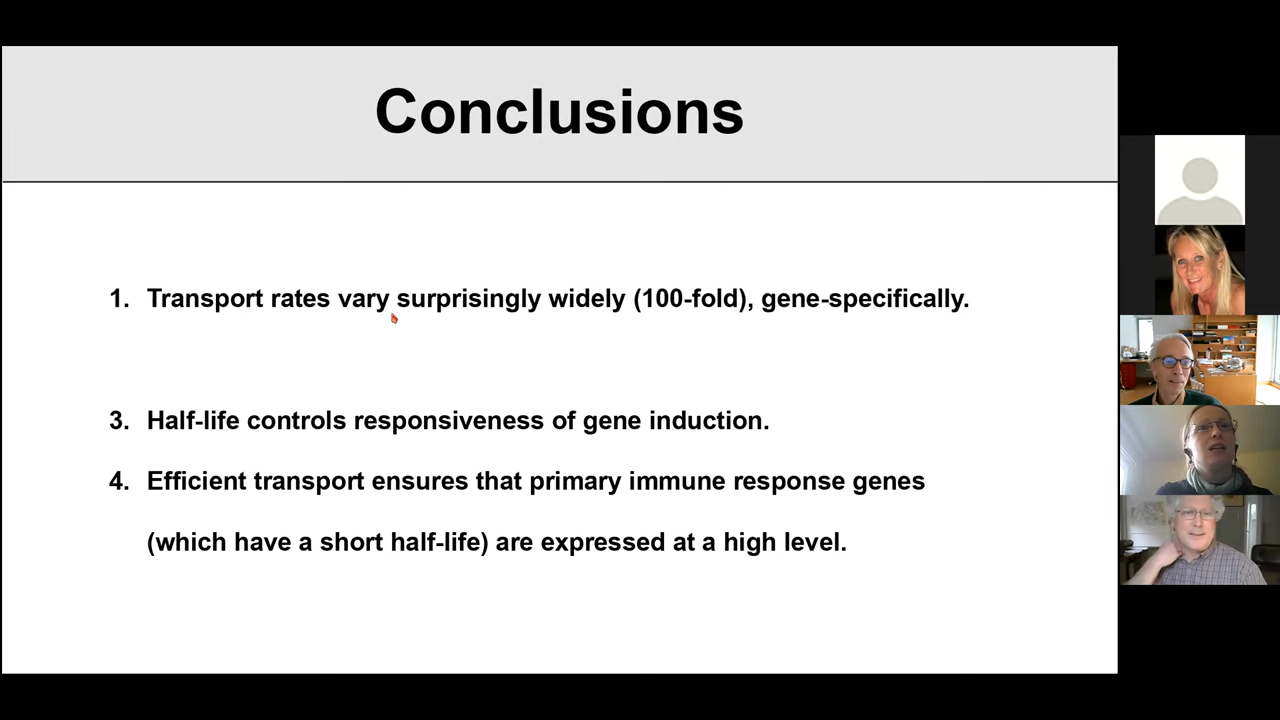 Conclusions
1. Transport rates vary surprisingly widely (100-fold), gene-specifically.
3. Half-life controls responsiveness of gene induction.
4. Efficient transport ensures that primary immune response genes
(which have a short half-life) are expressed at a high level.